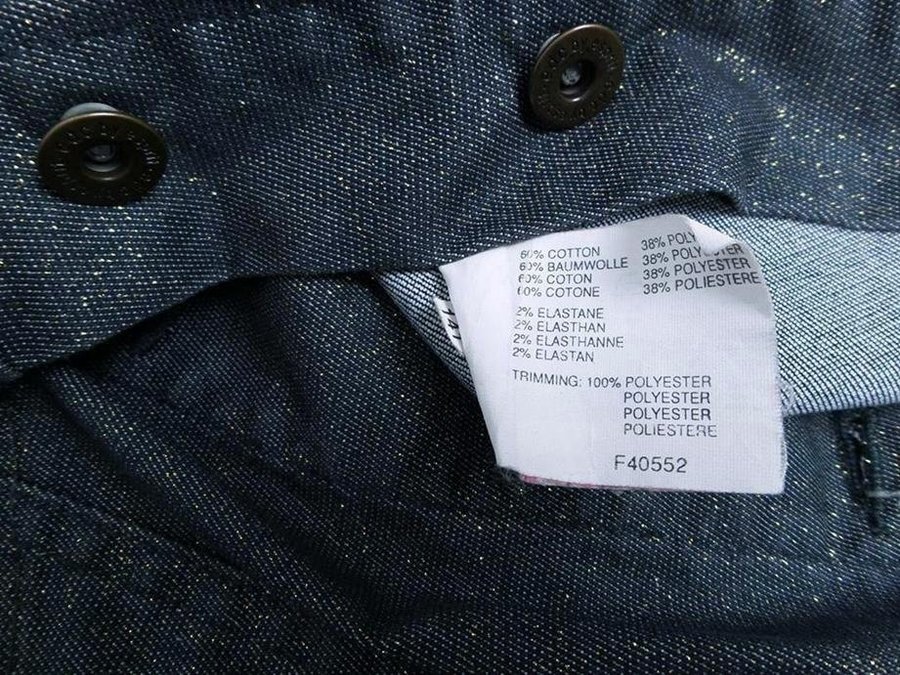 60% COTTON 38% POLY
60% BAUMWOLLE 38% POLYESTER
60% COTON 38% POLYESTER
60% COTONE 38% POLIESTERE
2% ELASTANE
2% ELASTHAN
2% ELASTHANNE
2% ELASTAN
TRIMMING: 100% POLYESTER
POLYESTER
POLYESTER
POLIESTERE
F40552